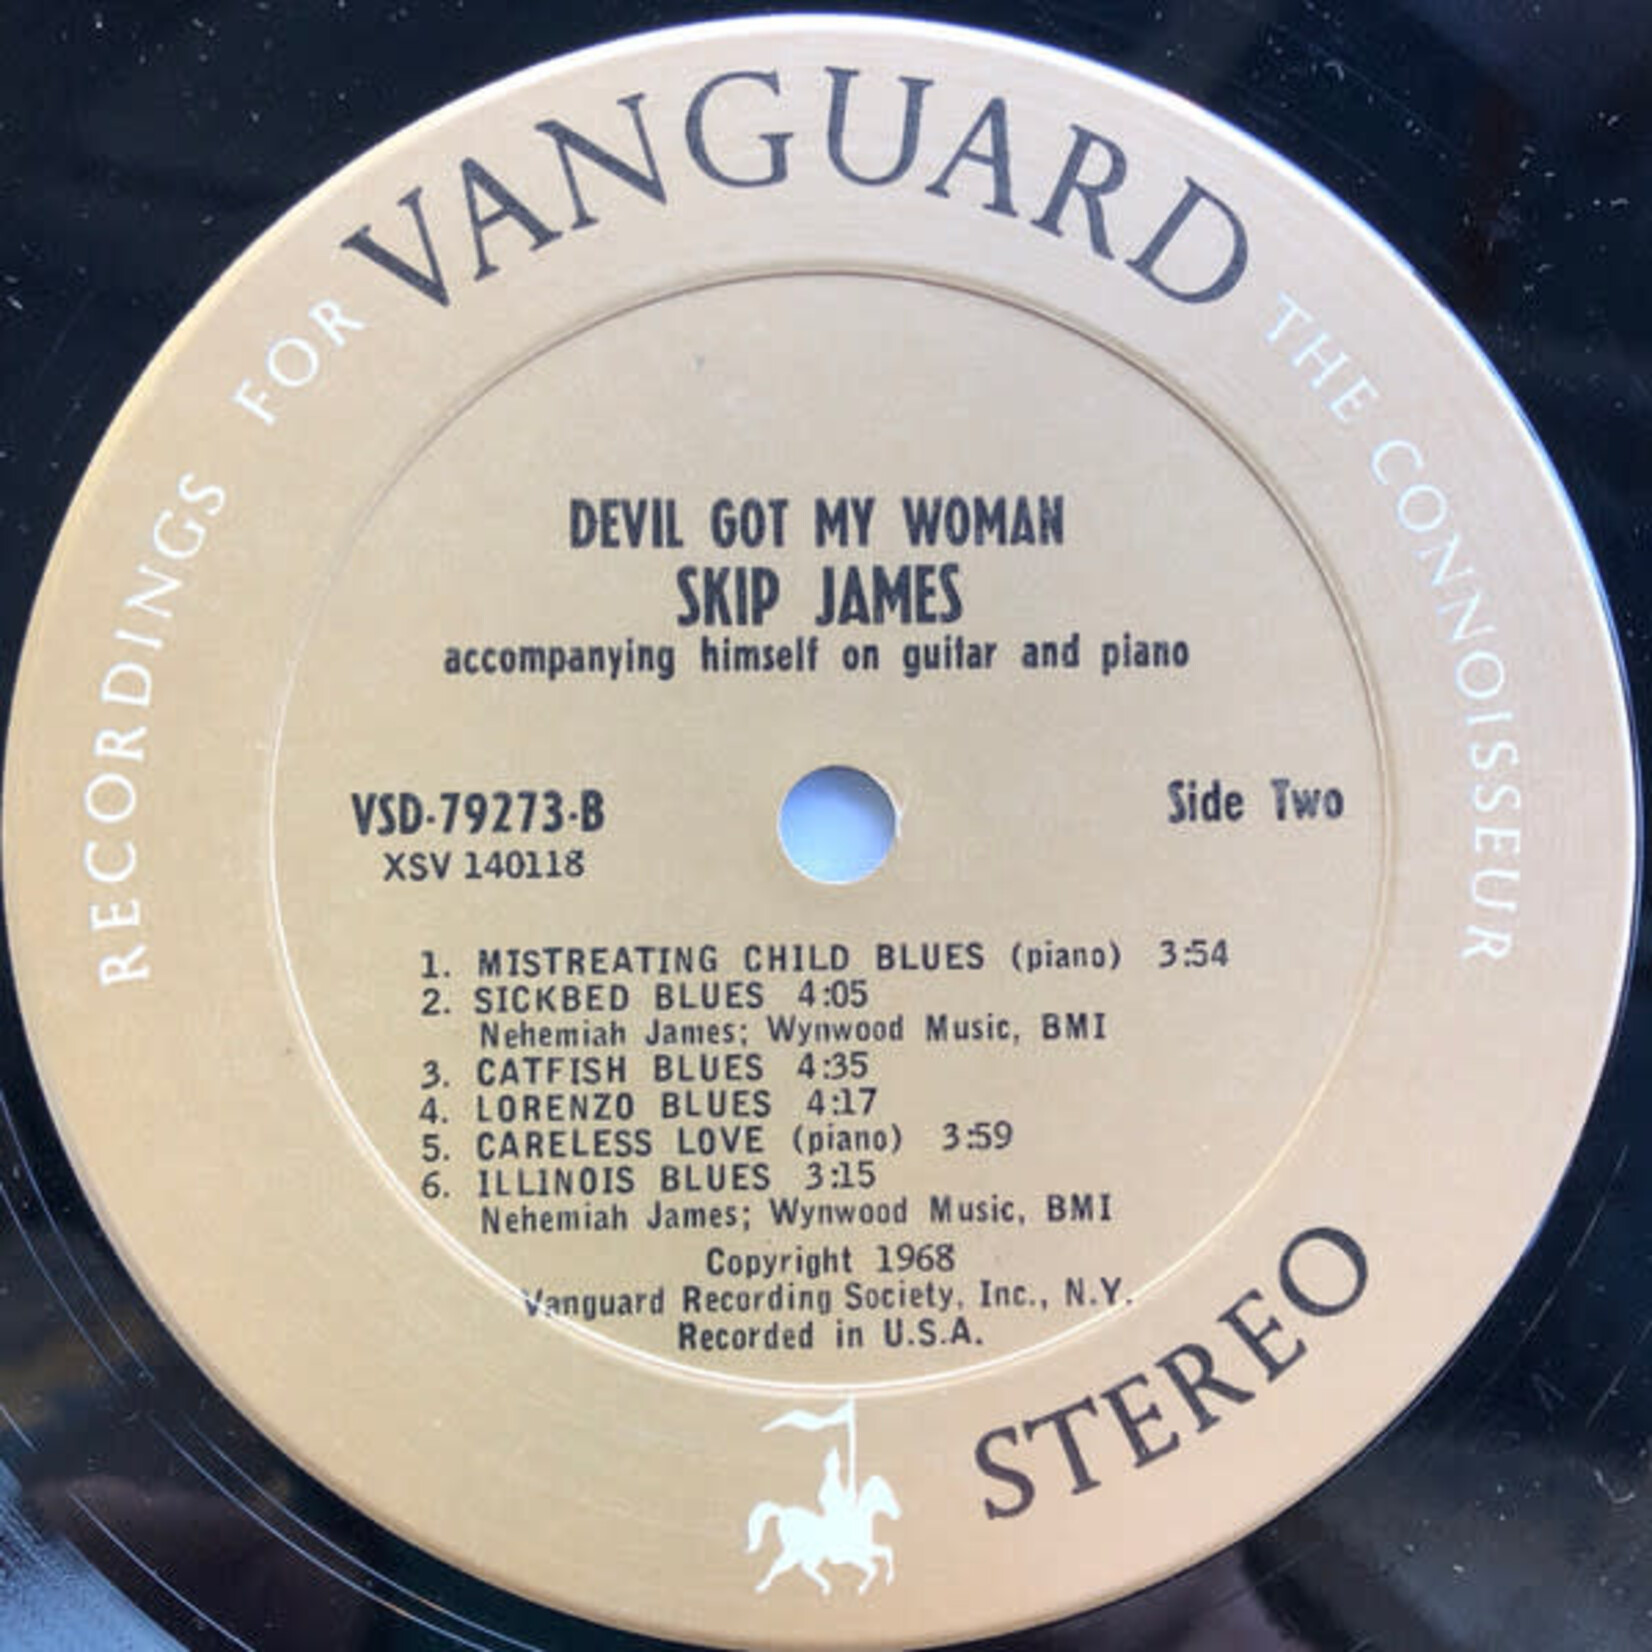 RECORDINGS FOR VANGUARD THE CONNOISSEUR
DEVIL GOT MY WOMAN
SKIP JAMES
accompanying himself on guitar and piano
VSD-79273-B
XSV 140118
Side Two
1. MISTREATING CHILD BLUES (piano) 3:54
2. SICKBED BLUES 4:05
Nehemiah James; Wynwood Music, BMI
3. CATFISH BLUES 4:35
4. LORENZO BLUES 4:17
5. CARELESS LOVE (piano) 3:59
6. ILLINOIS BLUES 3:15
Nehemiah James; Wynwood Music, BMI
Copyright 1968
Vanguard Recording Society, Inc., N.Y.
Recorded in U.S.A.
STEREO